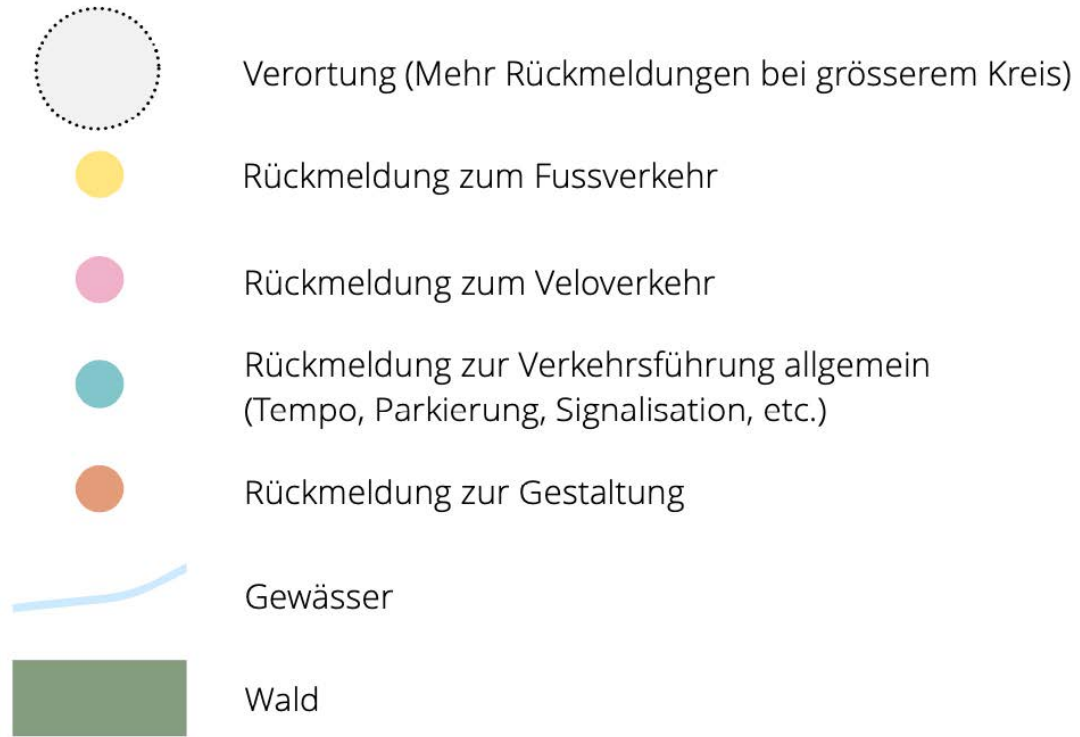 Verortung (Mehr Rückmeldungen bei grösserem Kreis)
Rückmeldung zum Fussverkehr
Rückmeldung zum Veloverkehr
Rückmeldung zur Verkehrsführung allgemein
(Tempo, Parkierung, Signalisation, etc.)
Rückmeldung zur Gestaltung
Gewässer
Wald